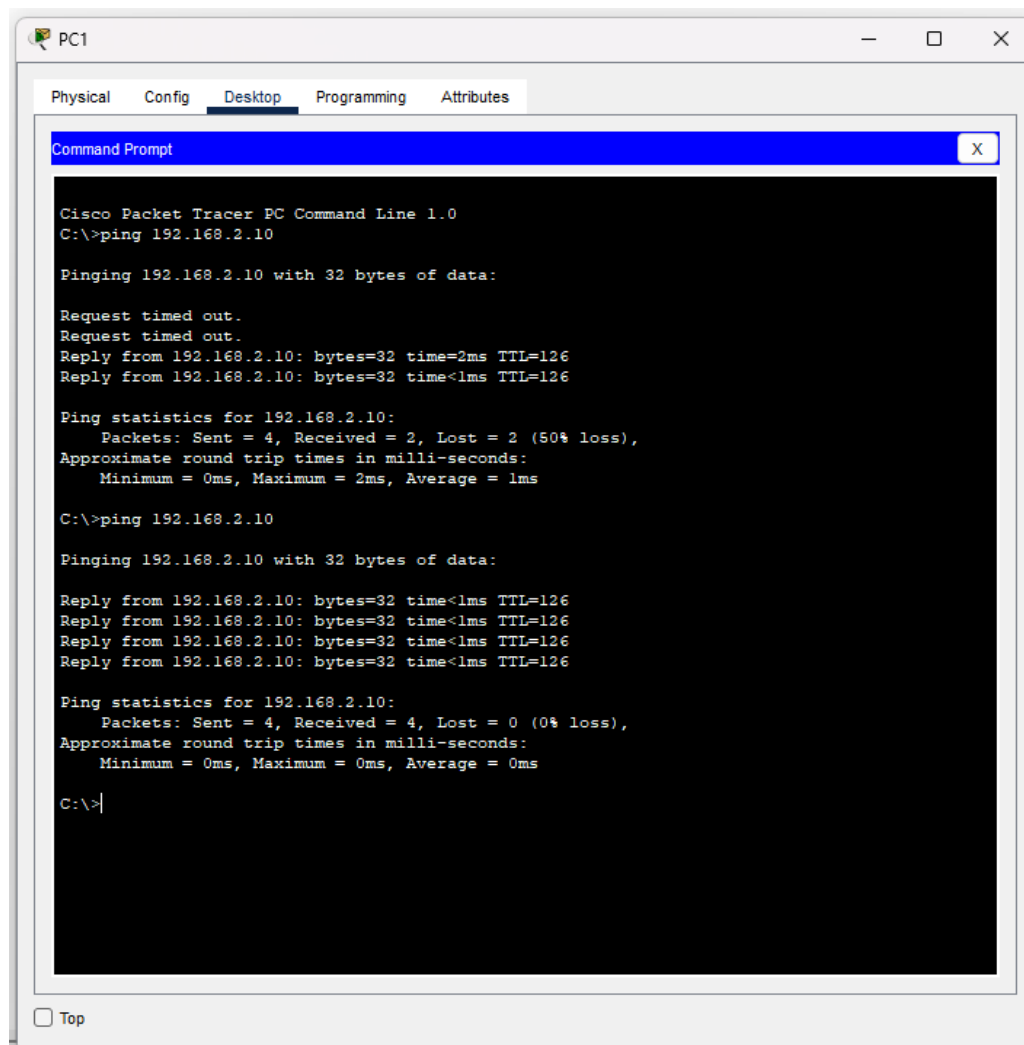 PC1
Physical Config Desktop Programming Attributes
Command Prompt X
Cisco Packet Tracer PC Command Line 1.0
C:\>ping 192.168.2.10
Pinging 192.168.2.10 with 32 bytes of data:
Request timed out.
Request timed out.
Reply from 192.168.2.10: bytes=32 time=2ms TTL=126
Reply from 192.168.2.10: bytes=32 time<1ms TTL=126
Ping statistics for 192.168.2.10:
Packets: Sent = 4, Received = 2, Lost = 2 (50% loss),
Approximate round trip times in milli-seconds:
Minimum = 0ms, Maximum = 2ms, Average = 1ms
C:\>ping 192.168.2.10
Pinging 192.168.2.10 with 32 bytes of data:
Reply from 192.168.2.10: bytes=32 time<1ms TTL=126
Reply from 192.168.2.10: bytes=32 time<1ms TTL=126
Reply from 192.168.2.10: bytes=32 time<1ms TTL=126
Reply from 192.168.2.10: bytes=32 time<1ms TTL=126
Ping statistics for 192.168.2.10:
Packets: Sent = 4, Received = 4, Lost = 0 (0% loss),
Approximate round trip times in milli-seconds:
Minimum = 0ms, Maximum = 0ms, Average = 0ms
C:\>
Top